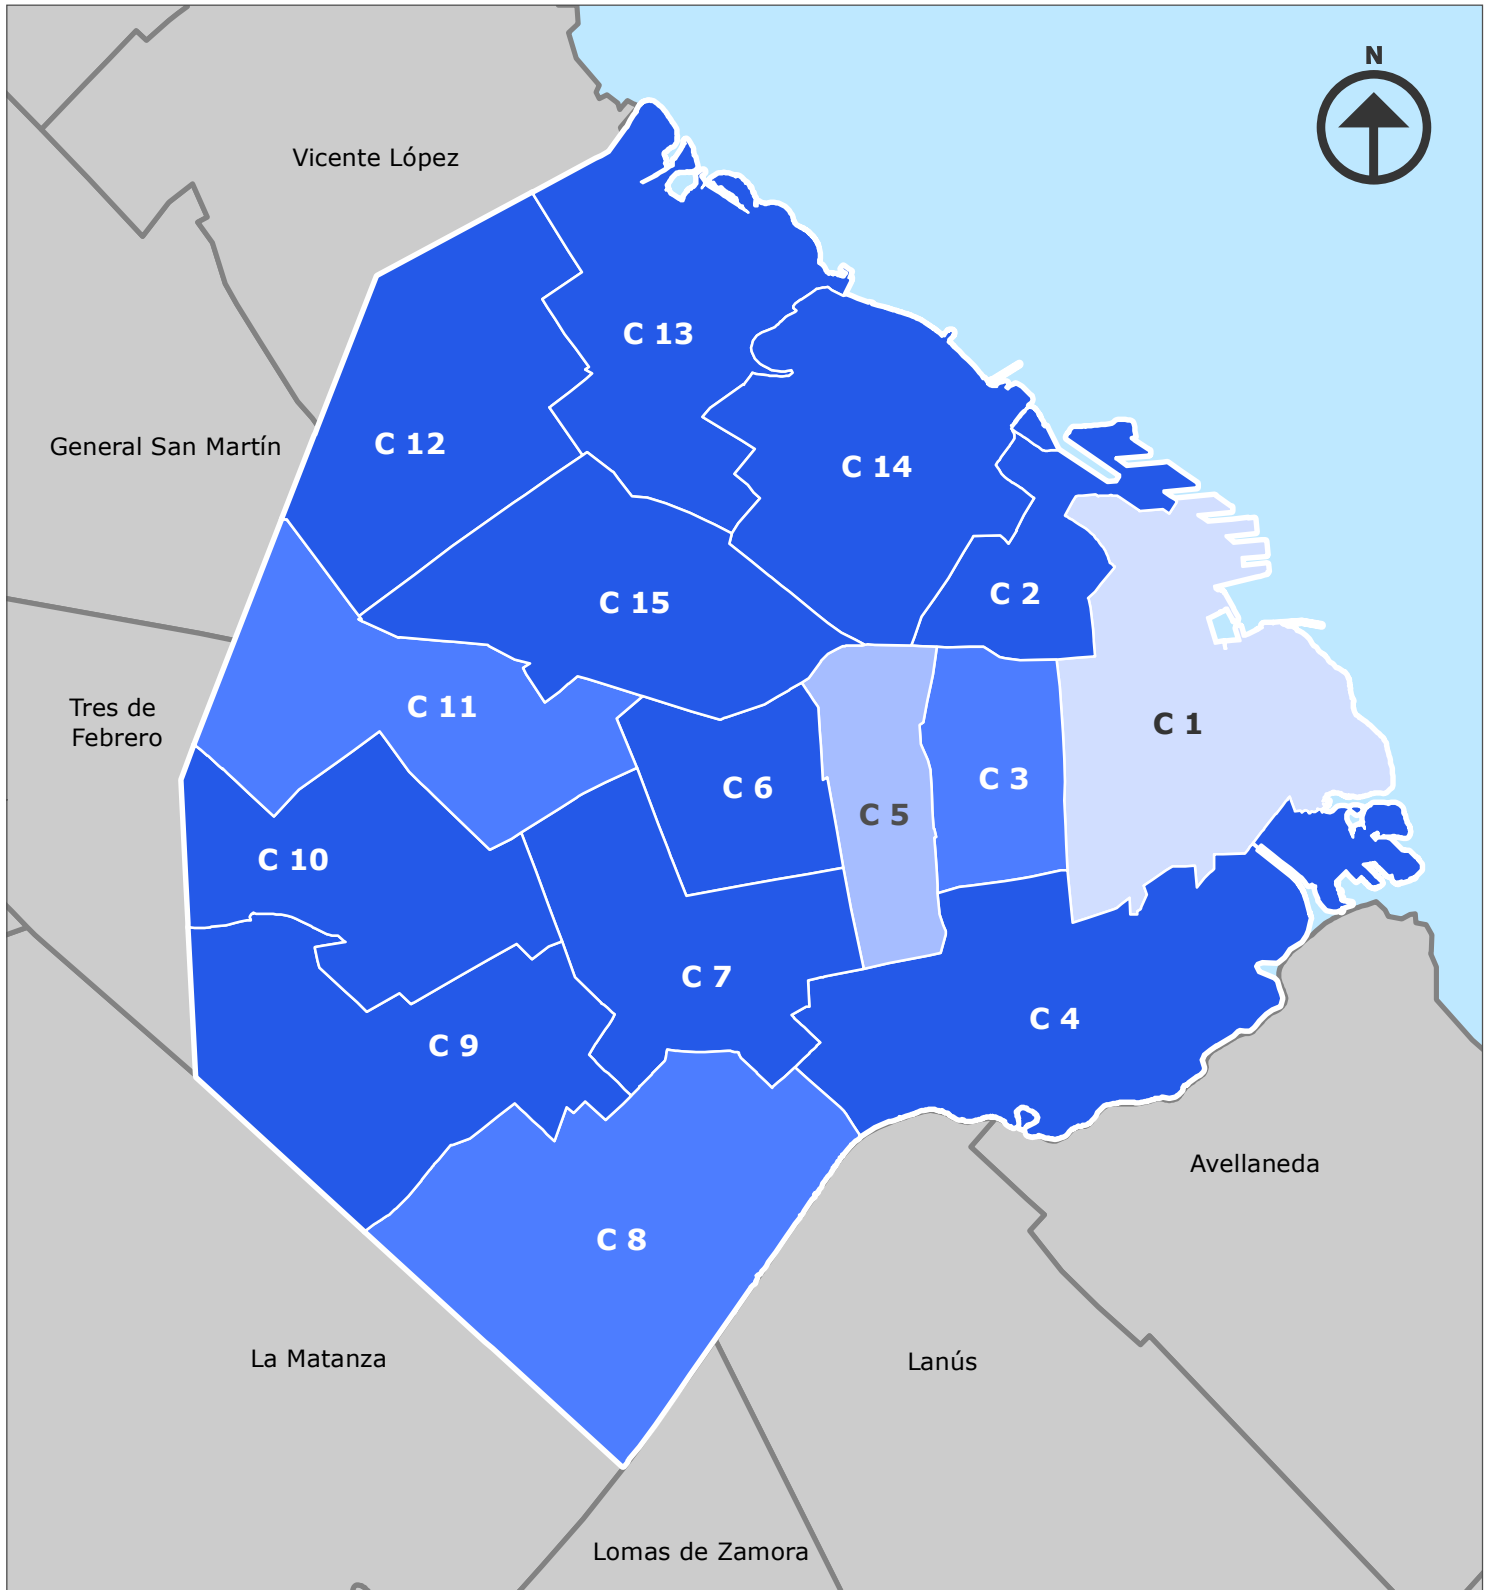 N
Vicente López
C 13
General San Martín
C 12
C 14
C 2
C 15
Tres de
Febrero
C 11
C 1
C 3
C 6
C 5
C 10
C 7
C 4
C 9
Avellaneda
C 8
La Matanza
Lanús
Lomas de Zamora